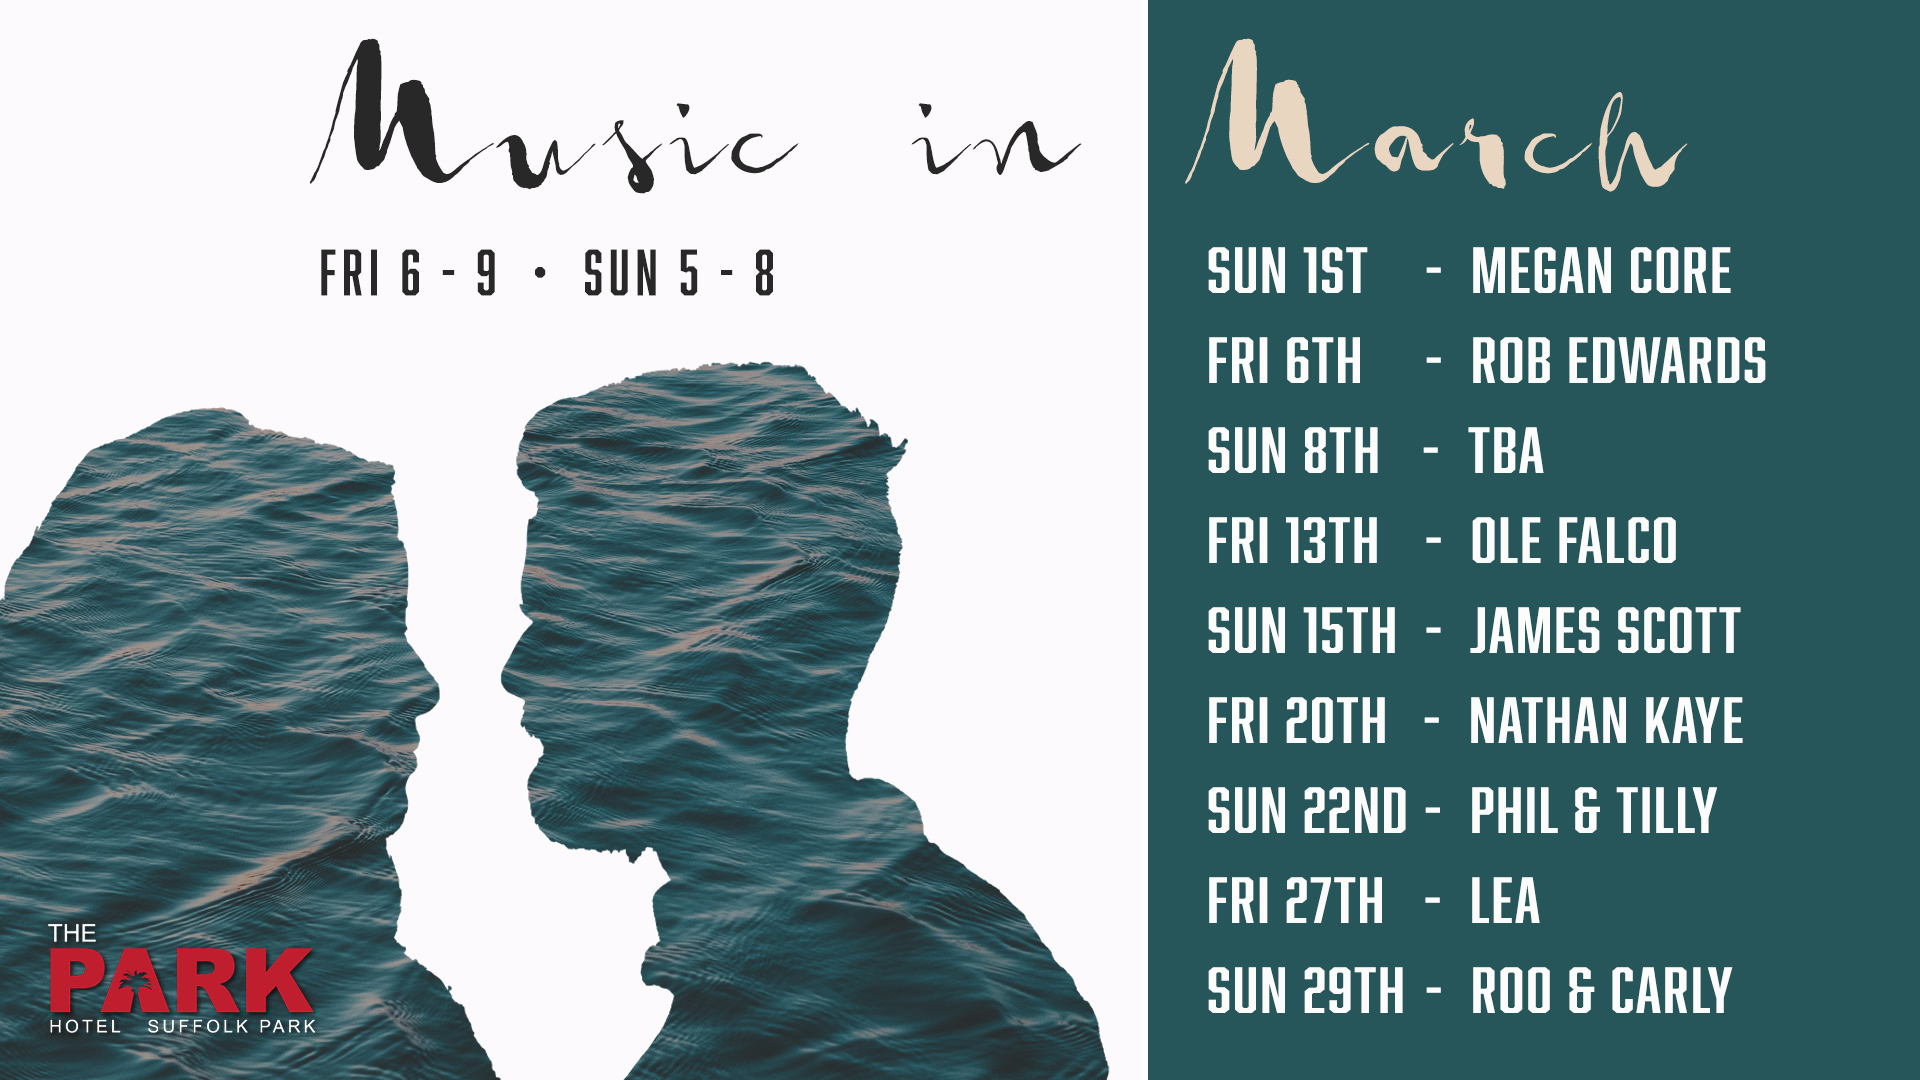 Music in March
FRI 6 - 9 • SUN 5 - 8
SUN 1ST - MEGAN CORE
FRI 6TH - ROB EDWARDS
SUN 8TH - TBA
FRI 13TH - OLE FALCO
SUN 15TH - JAMES SCOTT
FRI 20TH - NATHAN KAYE
SUN 22ND - PHIL & TILLY
FRI 27TH - LEA
SUN 29TH - ROO & CARLY
THE
PARK
HOTEL SUFFOLK PARK